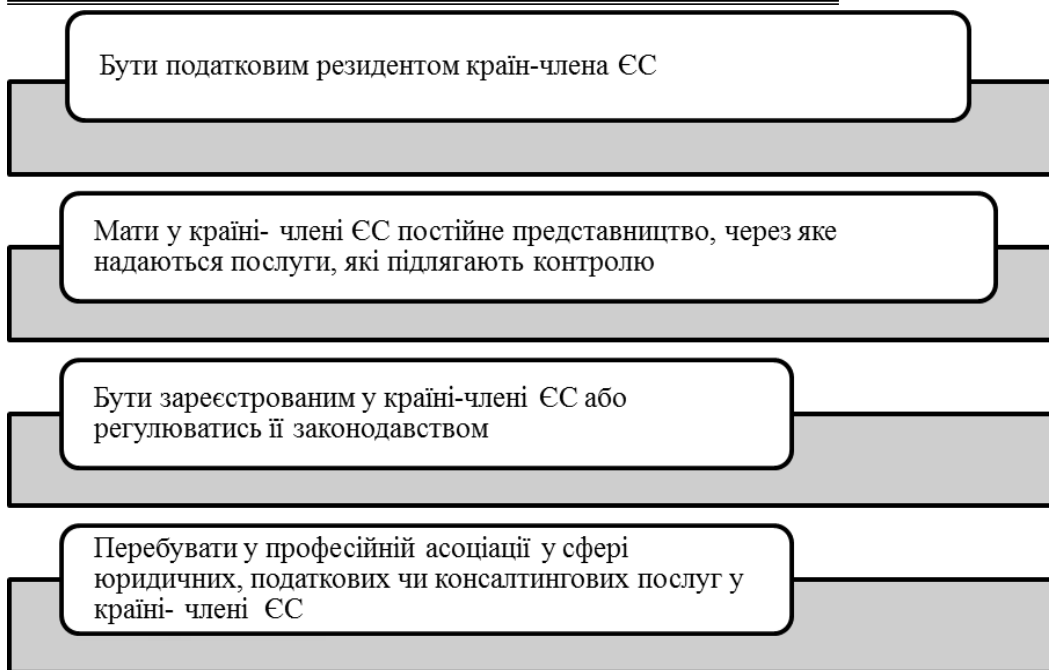 Бути податковим резидентом країн-члена ЄС
Мати у країні- члені ЄС постійне представництво, через яке
надаються послуги, які підлягають контролю
Бути зареєстрованим у країні-члені ЄС або
регулюватись її законодавством
Перебувати у професійній асоціації у сфері
юридичних, податкових чи консалтингових послуг у
країні- члені ЄС